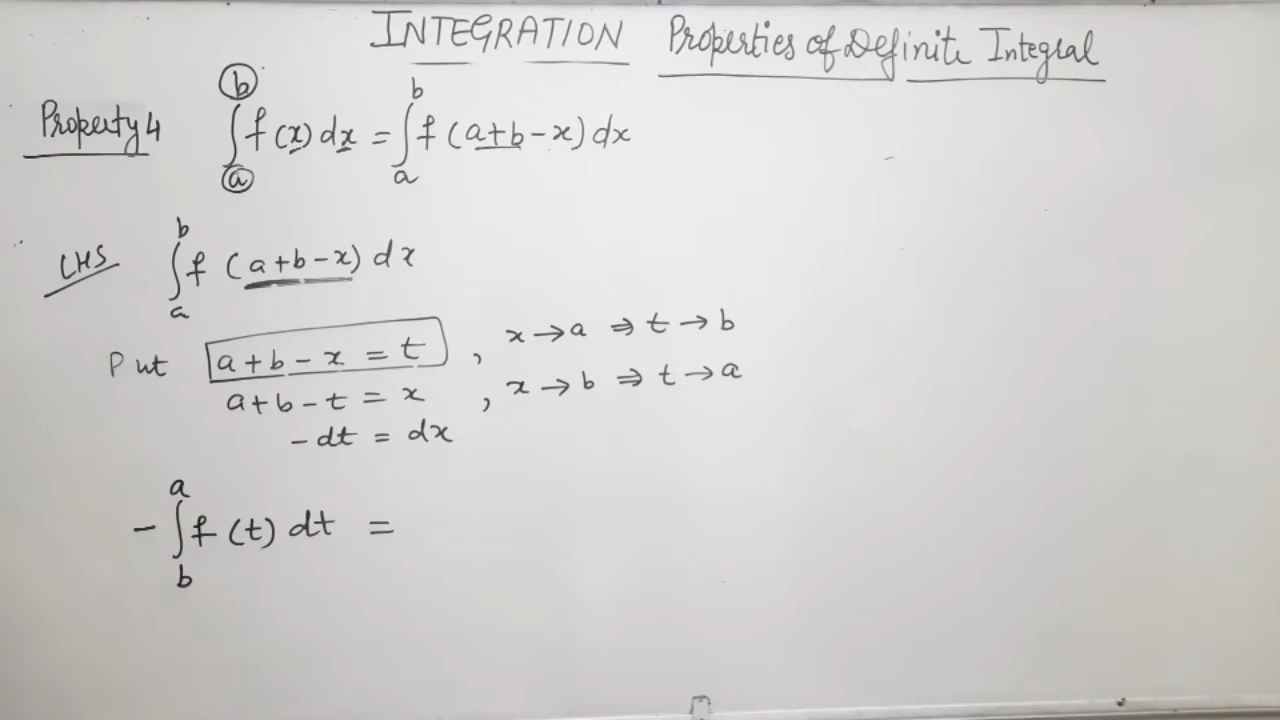 INTEGRATION Properties of Definite Integral
Property 4 ∫_a^b f(x) dx = ∫_a^b f(a+b-x) dx
LHS ∫_a^b f(a+b-x) dx
Put a+b-x = t , x→a ⇒ t→b
a+b-t = x , x→b ⇒ t→a
-dt = dx
-∫_b^a f(t) dt =